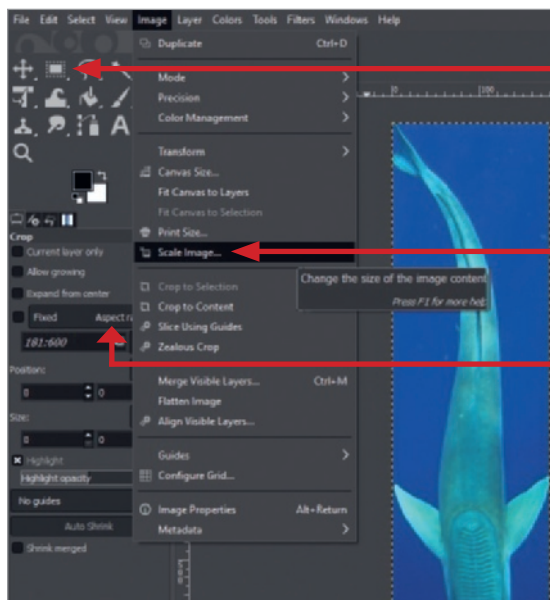 File Edit Select View Image Layer Colors Tools Filters Windows Help
Duplicate Ctrl+D
Mode
Precision
Color Management
Transform
Canvas Size...
Fit Canvas to Layers
Fit Canvas to Selection
Print Size...
Scale Image...
Change the size of the image content
Press F1 for more help
Crop to Selection
Crop to Content
Slice Using Guides
Zealous Crop
Merge Visible Layers... Ctrl+M
Flatten Image
Align Visible Layers...
Guides
Configure Grid...
Image Properties Alt+Return
Metadata
Crop
Current layer only
Allow growing
Expand from center
Fixed Aspect ra
181:600
Position:
0 0
Size:
0 0
Highlight
Highlight opacity
No guides
Auto Shrink
Shrink merged
0 100